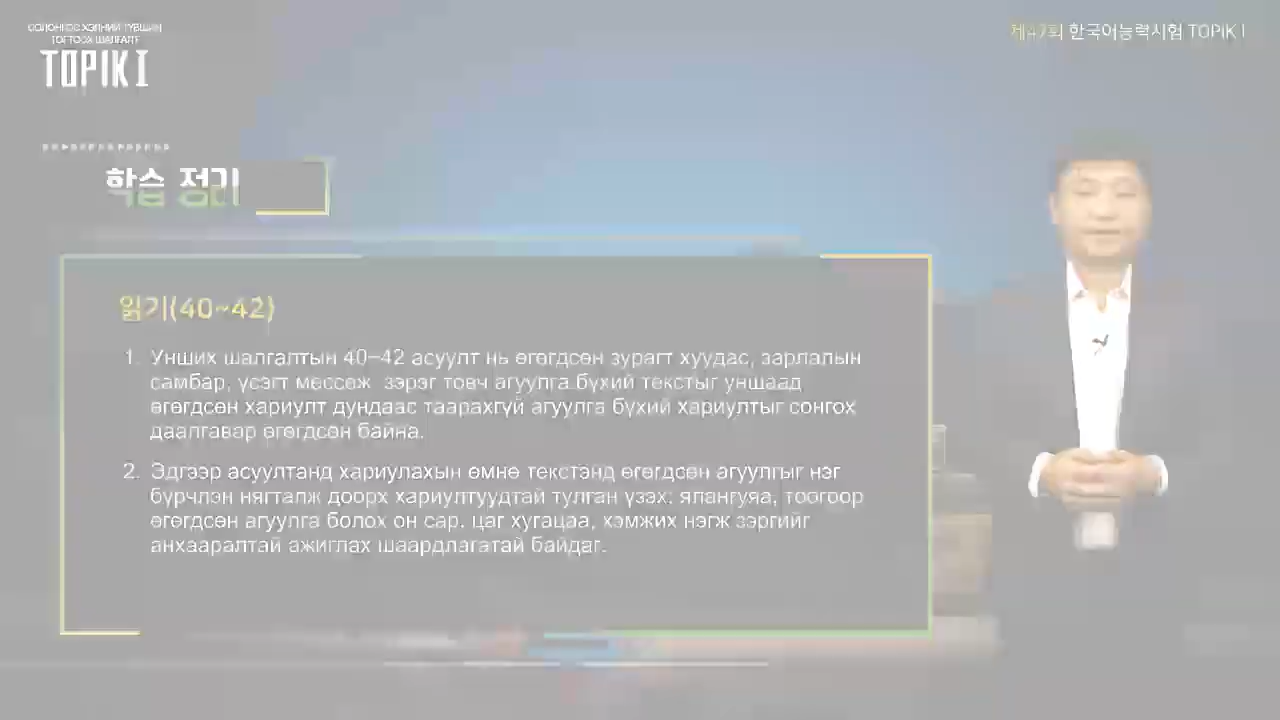 СОЛОНГОС ХЭЛНИЙ ТҮВШИН
ТОГТООХ ШАЛГАЛТ
TOPIK I
제47회 한국어능력시험 TOPIK I
학습 정리
읽기(40~42)
1. Унших шалгалтын 40–42 асуулт нь өгөгдсөн зурагт хуудас, зарлалын
самбар, үсэгт мессеж зэрэг товч агуулга бүхий текстыг уншаад
өгөгдсөн хариулт дундаас таарахгүй агуулга бүхий хариултыг сонгох
даалгавар өгөгдсөн байна.
2. Эдгээр асуултанд хариулахын өмнө текстэнд өгөгдсөн агуулгыг нэг
бүрчлэн нягталж доорх хариултуудтай тулган үзэх. ялангуяа, тоогоор
өгөгдсөн агуулга болох он сар, цаг хугацаа, хэмжих нэгж зэргийг
анхааралтай ажиглах шаардлагатай байдаг.